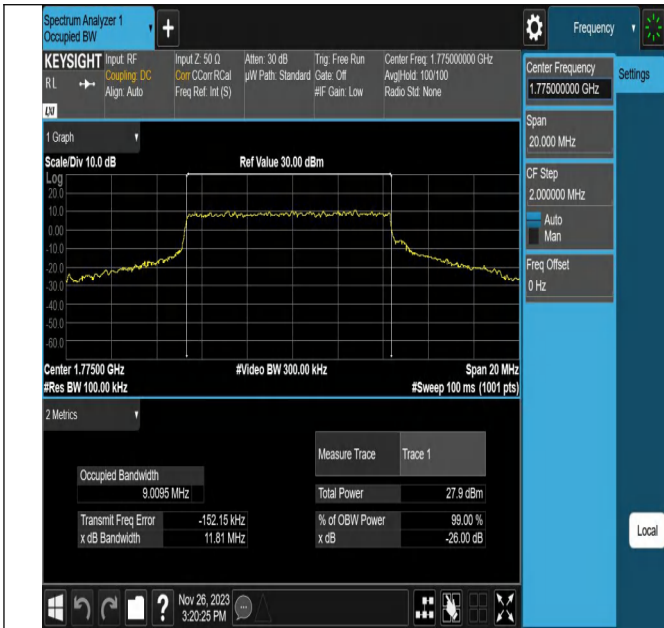 Spectrum Analyzer 1
Occupied BW
Frequency
KEYSIGHT
RL
LXI
Input: RF
Coupling: DC
Align: Auto
Input Z: 50 Ω
Corr CCorr RCal
Freq Ref: Int (S)
Atten: 30 dB
µW Path: Standard
Trig: Free Run
Gate: Off
#IF Gain: Low
Center Freq: 1.775000000 GHz
Avg|Hold: 100/100
Radio Std: None
Center Frequency
1.775000000 GHz
Settings
Span
20.000 MHz
CF Step
2.000000 MHz
Auto
Man
Freq Offset
0 Hz
Local
1 Graph
Scale/Div 10.0 dB
Ref Value 30.00 dBm
Log
20.0
10.0
0.00
-10.0
-20.0
-30.0
-40.0
-50.0
-60.0
Center 1.77500 GHz
#Video BW 300.00 kHz
Span 20 MHz
#Res BW 100.00 kHz
#Sweep 100 ms (1001 pts)
2 Metrics
Measure Trace
Trace 1
Occupied Bandwidth
9.0095 MHz
Total Power
27.9 dBm
Transmit Freq Error
-152.15 kHz
% of OBW Power
99.00 %
x dB Bandwidth
11.81 MHz
x dB
-26.00 dB
?
Nov 26, 2023
3:20:25 PM